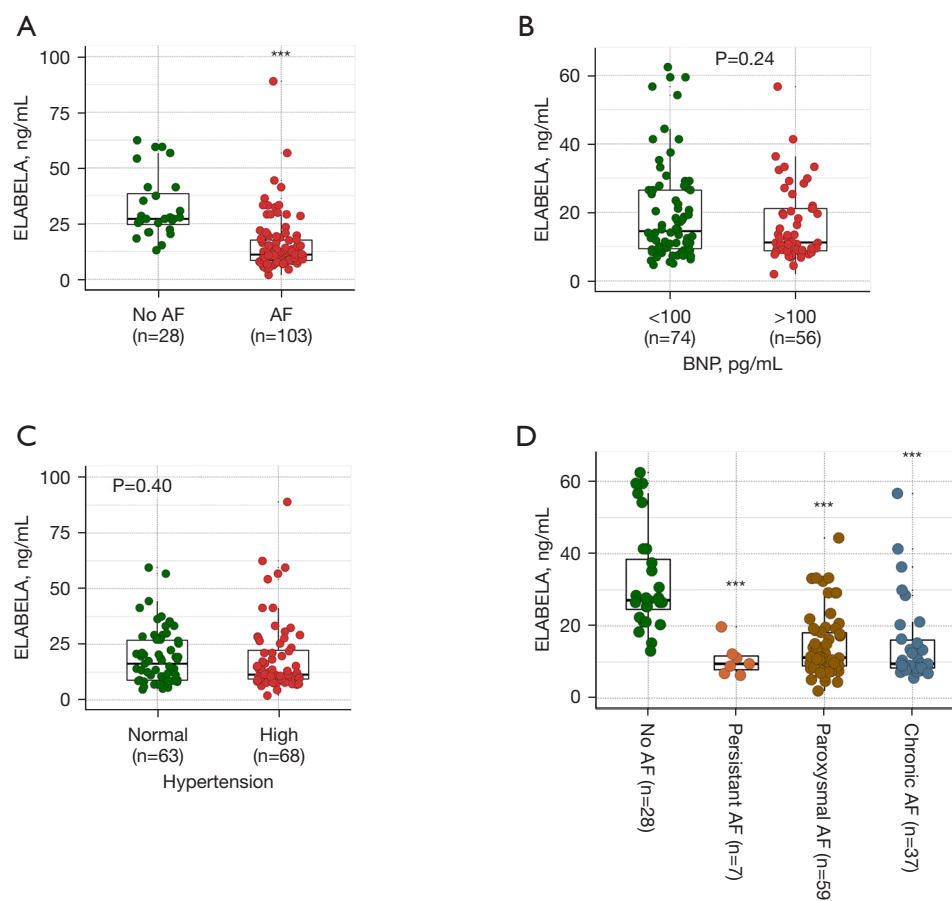 A
100
75
50
25
0
ELABELA, ng/mL
***
No AF
(n=28)
AF
(n=103)
B
60
40
20
0
ELABELA, ng/mL
P=0.24
<100
(n=74)
>100
(n=56)
BNP, pg/mL
C
100
75
50
25
0
ELABELA, ng/mL
P=0.40
Normal
(n=63)
High
(n=68)
Hypertension
D
60
40
20
0
ELABELA, ng/mL
***
***
***
No AF (n=28)
Persistant AF (n=7)
Paroxysmal AF (n=59
Chronic AF (n=37)